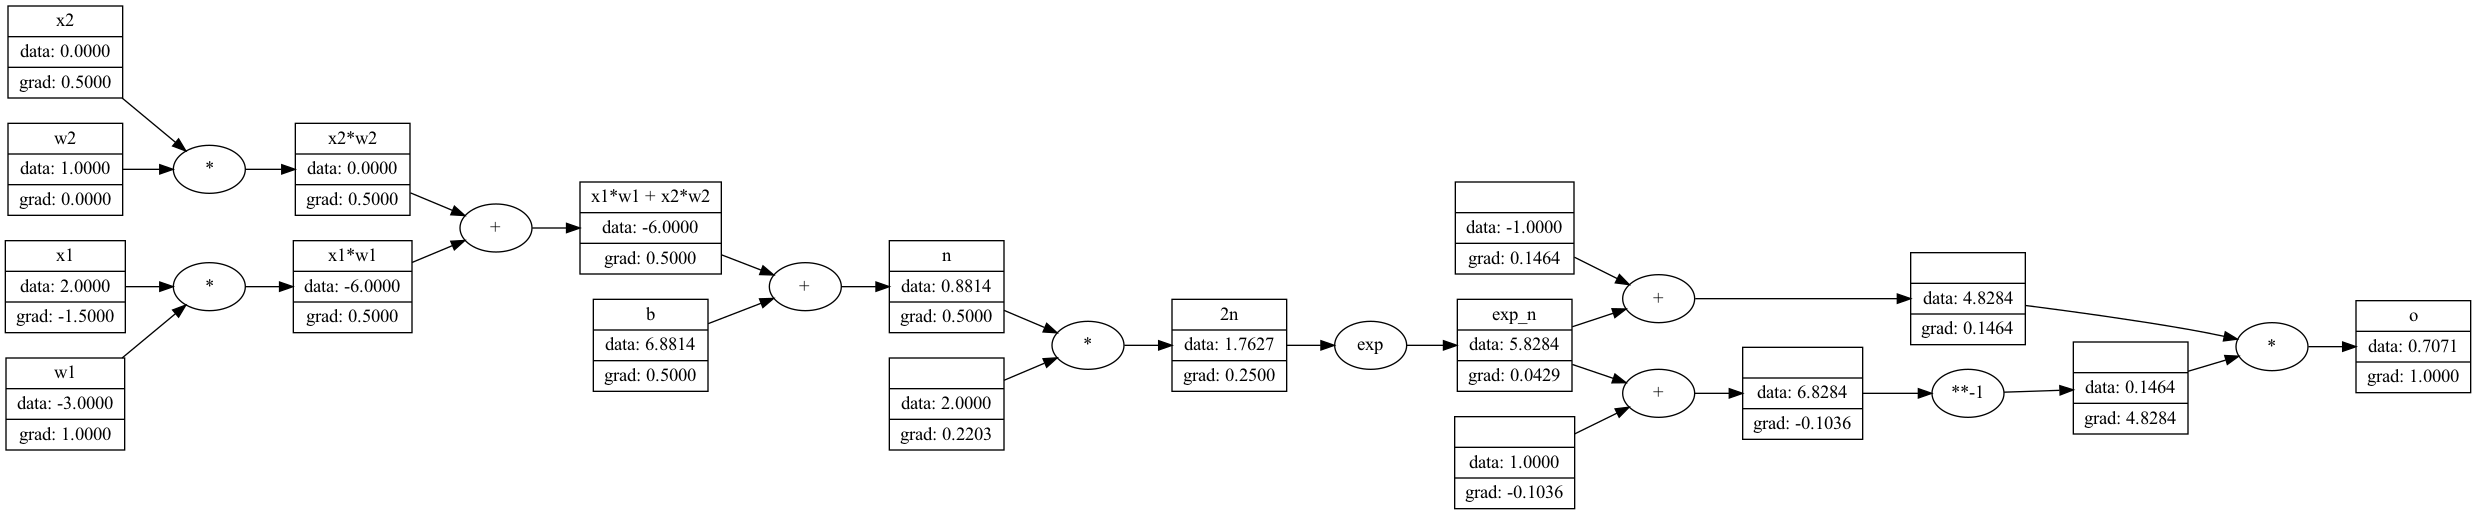 x2
data: 0.0000
grad: 0.5000
w2
data: 1.0000
grad: 0.0000
*
x2*w2
data: 0.0000
grad: 0.5000
x1
data: 2.0000
grad: -1.5000
*
x1*w1
data: -6.0000
grad: 0.5000
w1
data: -3.0000
grad: 1.0000
+
x1*w1 + x2*w2
data: -6.0000
grad: 0.5000
b
data: 6.8814
grad: 0.5000
+
n
data: 0.8814
grad: 0.5000
data: 2.0000
grad: 0.2203
*
2n
data: 1.7627
grad: 0.2500
exp
data: -1.0000
grad: 0.1464
exp_n
data: 5.8284
grad: 0.0429
data: 1.0000
grad: -0.1036
+
+
data: 6.8284
grad: -0.1036
data: 4.8284
grad: 0.1464
**-1
data: 0.1464
grad: 4.8284
*
o
data: 0.7071
grad: 1.0000